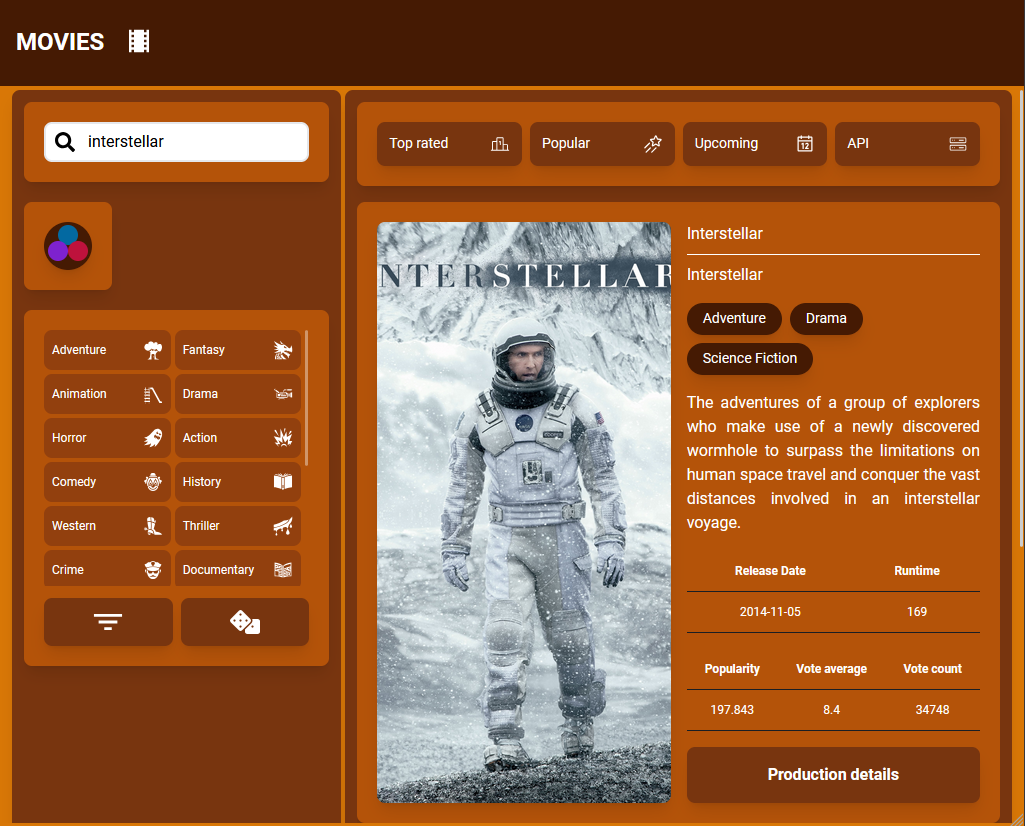 MOVIES
interstellar
Top rated
Popular
Upcoming
12
API
Adventure
Fantasy
Animation
Drama
Horror
Action
Comedy
History
Western
Thriller
Crime
Documentary
NTERSTELLAR
Interstellar
Interstellar
Adventure
Drama
Science Fiction
The adventures of a group of explorers
who make use of a newly discovered
wormhole to surpass the limitations on
human space travel and conquer the vast
distances involved in an interstellar
voyage.
Release Date Runtime
2014-11-05 169
Popularity Vote average Vote count
197.843 8.4 34748
Production details